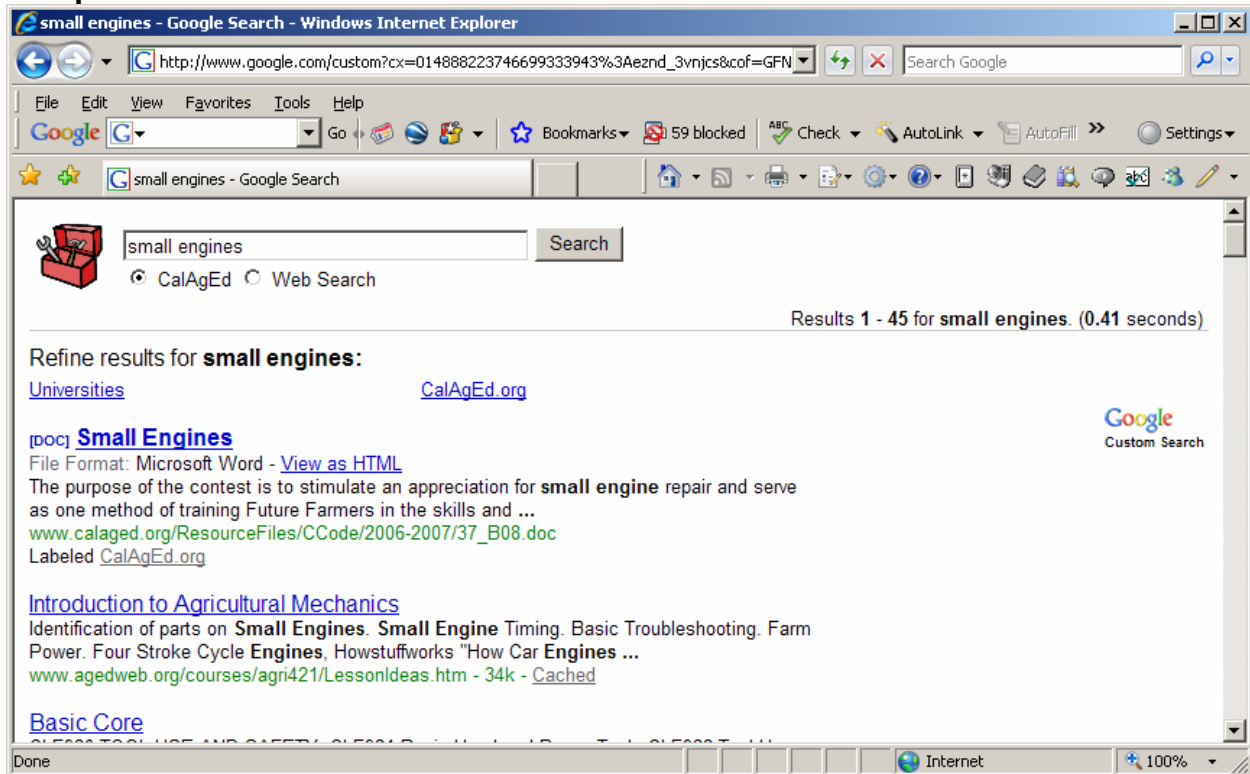 small engines - Google Search - Windows Internet Explorer
http://www.google.com/custom?cx=014888223746699333943%3Aeznd_3vnjcs&cof=GFN Search Google
File Edit View Favorites Tools Help
Google G Go Bookmarks 59 blocked ABC Check AutoLink AutoFill » Settings
small engines - Google Search
small engines Search
CalAgEd Web Search
Results 1 - 45 for small engines. (0.41 seconds)
Refine results for small engines:
Universities CalAgEd.org
Google
Custom Search
[DOC] Small Engines
File Format: Microsoft Word - View as HTML
The purpose of the contest is to stimulate an appreciation for small engine repair and serve
as one method of training Future Farmers in the skills and ...
www.calaged.org/ResourceFiles/CCode/2006-2007/37_B08.doc
Labeled CalAgEd.org
Introduction to Agricultural Mechanics
Identification of parts on Small Engines. Small Engine Timing. Basic Troubleshooting. Farm
Power. Four Stroke Cycle Engines, Howstuffworks "How Car Engines ...
www.agedweb.org/courses/agri421/LessonIdeas.htm - 34k - Cached
Basic Core
Done Internet 100%